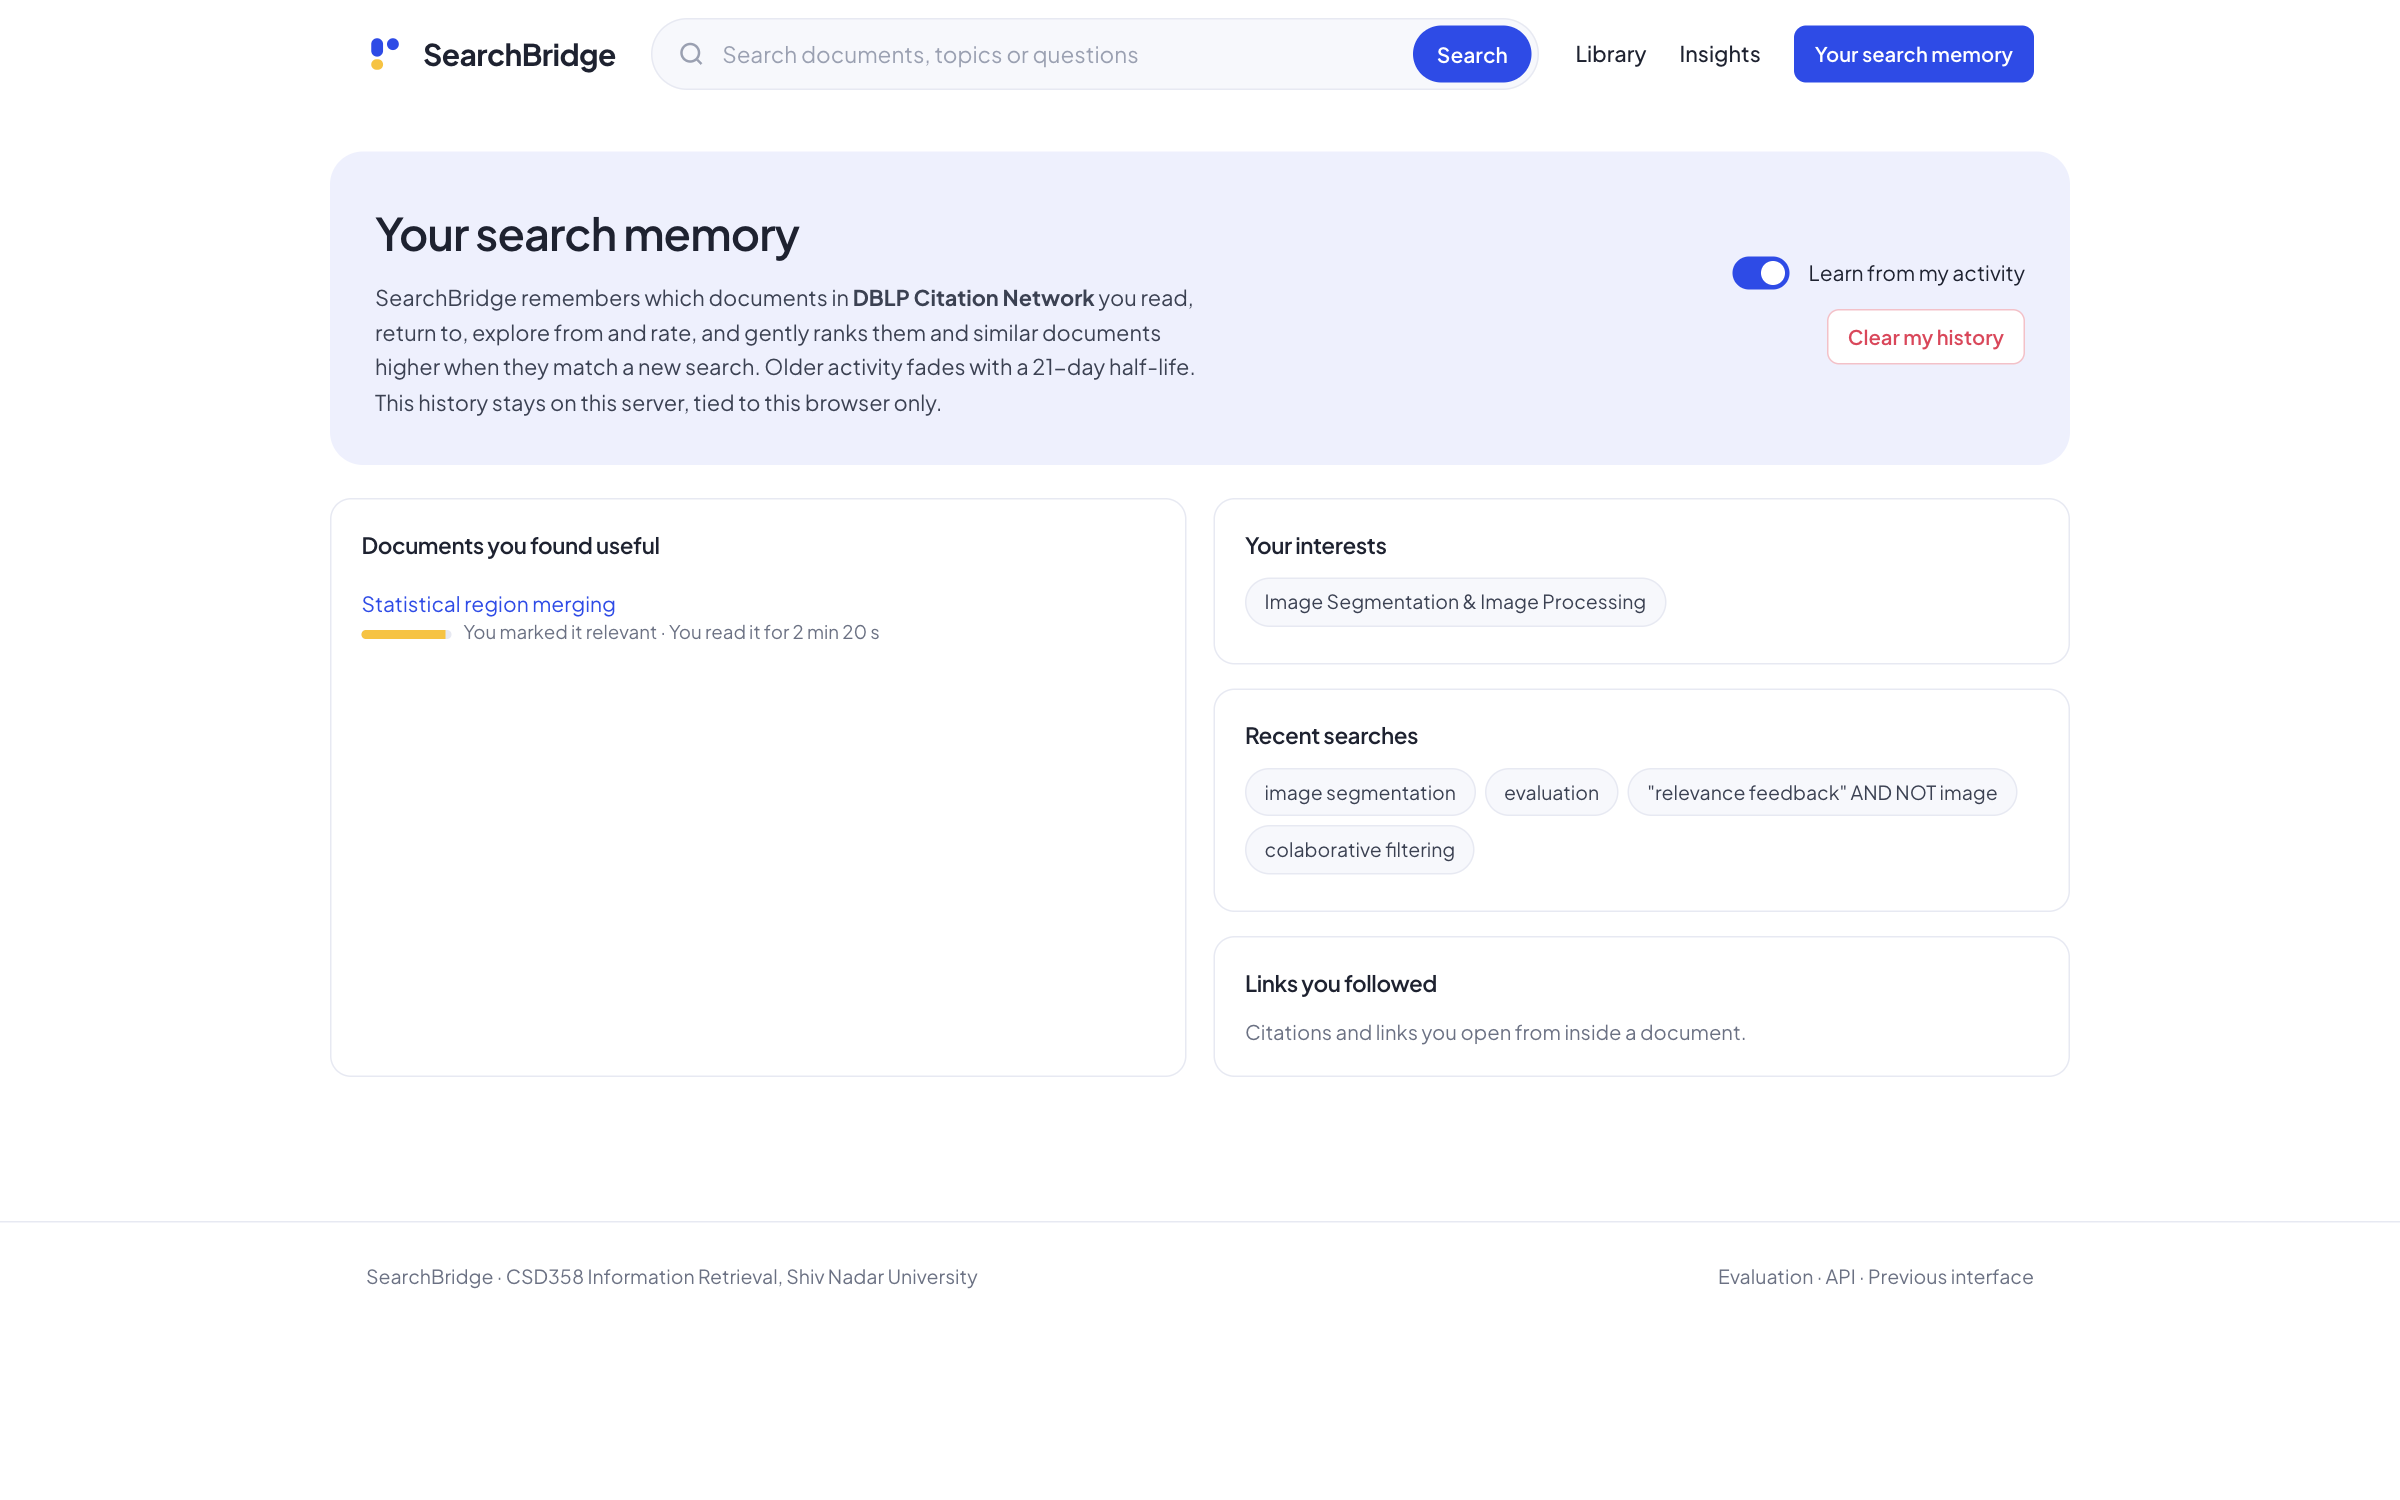 SearchBridge
Search documents, topics or questions
Search
Library
Insights
Your search memory
Your search memory
SearchBridge remembers which documents in DBLP Citation Network you read,
return to, explore from and rate, and gently ranks them and similar documents
higher when they match a new search. Older activity fades with a 21–day half-life.
This history stays on this server, tied to this browser only.
Learn from my activity
Clear my history
Documents you found useful
Statistical region merging
You marked it relevant · You read it for 2 min 20 s
Your interests
Image Segmentation & Image Processing
Recent searches
image segmentation
evaluation
"relevance feedback" AND NOT image
colaborative filtering
Links you followed
Citations and links you open from inside a document.
SearchBridge · CSD358 Information Retrieval, Shiv Nadar University
Evaluation · API · Previous interface